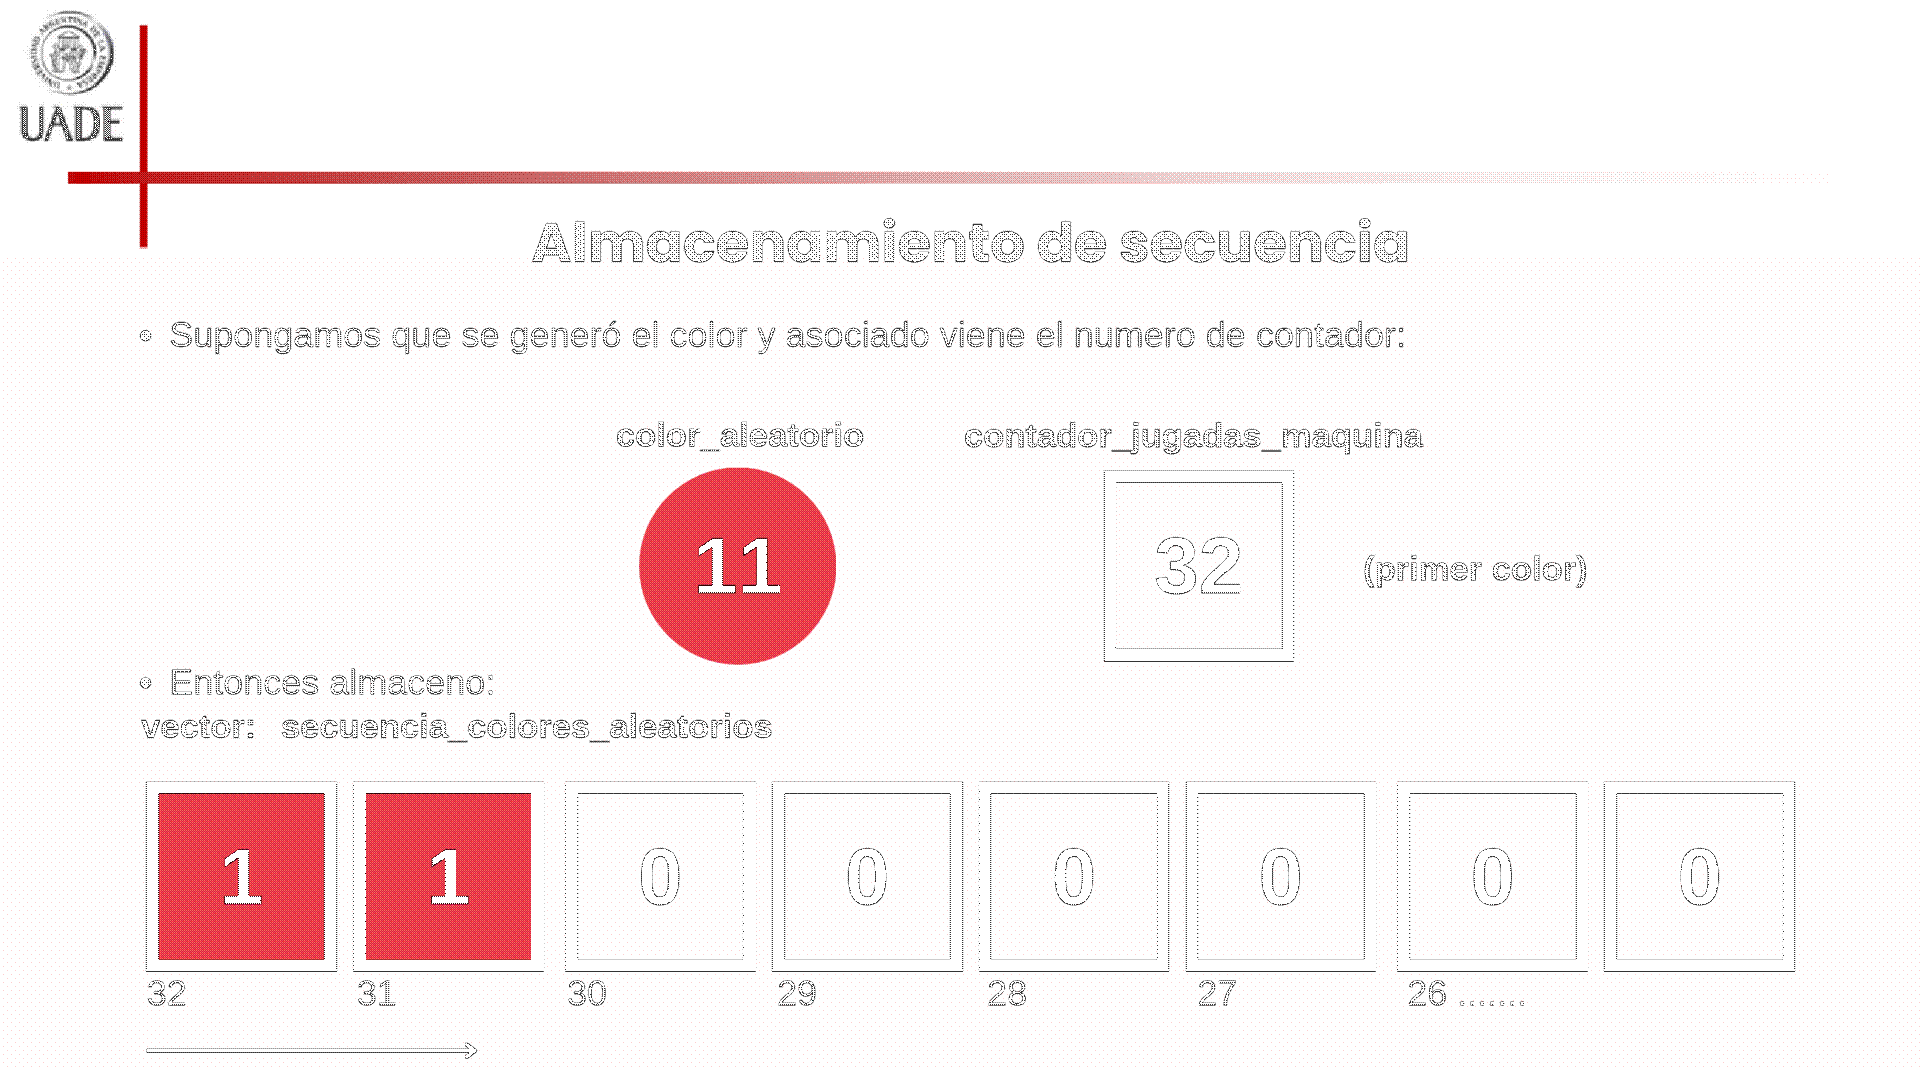 UADE
Almacenamiento de secuencia
• Supongamos que se generó el color y asociado viene el numero de contador:
color_aleatorio contador_jugadas_maquina
11 32 (primer color)
• Entonces almaceno:
vector: secuencia_colores_aleatorios
1 1 0 0 0 0 0 0
32 31 30 29 28 27 26 .......